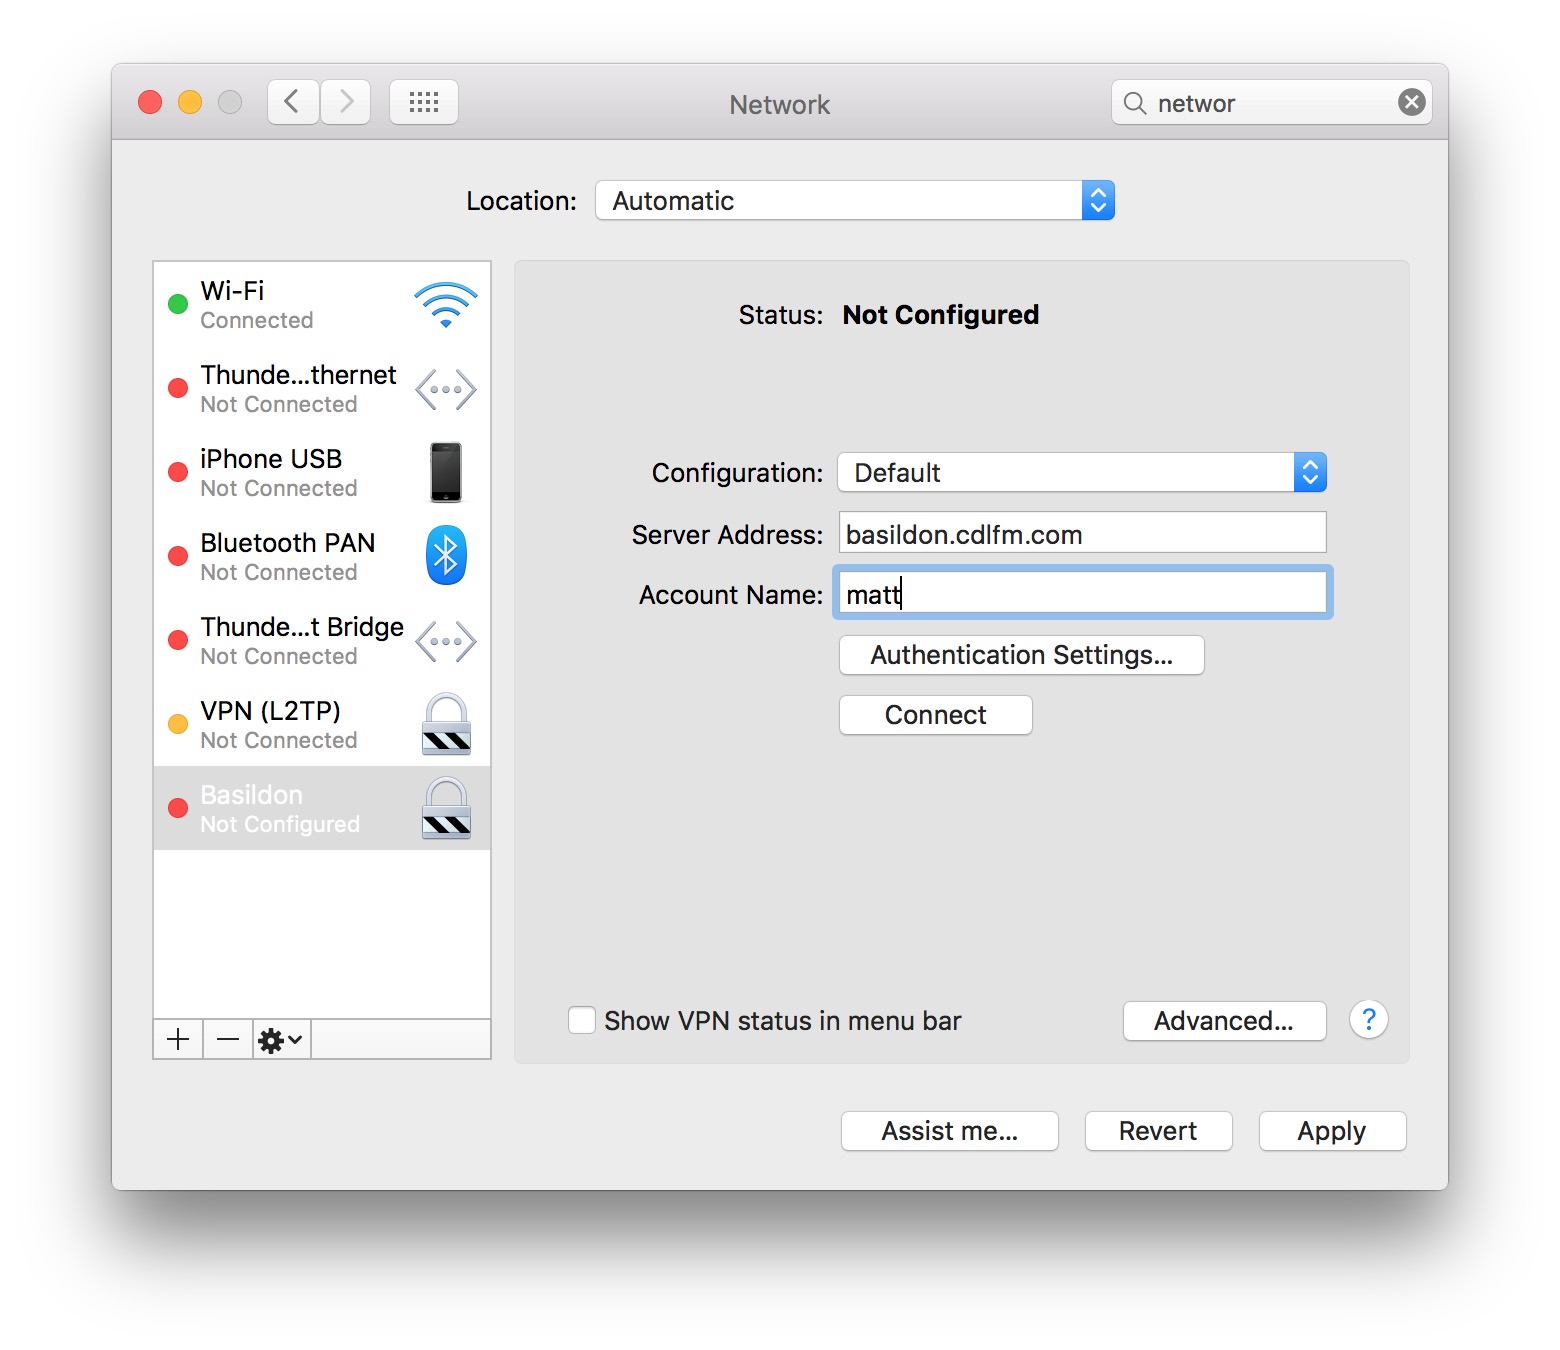 Network
networ
Location: Automatic
Wi-Fi
Connected
Thunde...thernet
Not Connected
iPhone USB
Not Connected
Bluetooth PAN
Not Connected
Thunde...t Bridge
Not Connected
VPN (L2TP)
Not Connected
Basildon
Not Configured
Status: Not Configured
Configuration: Default
Server Address: basildon.cdlfm.com
Account Name: matt
Authentication Settings...
Connect
Show VPN status in menu bar
Advanced...
?
Assist me...
Revert
Apply